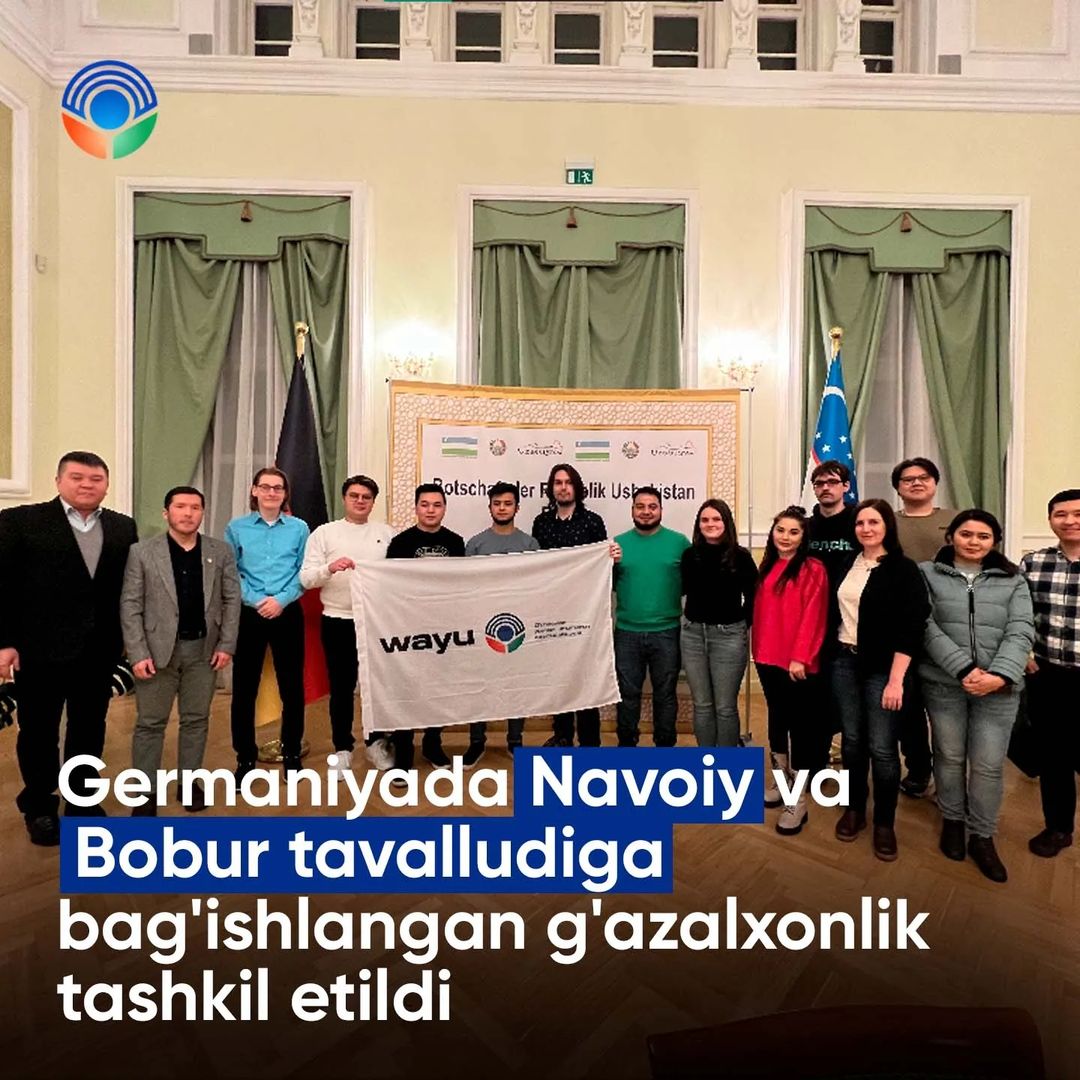 Botschaft der Republik Usbekistan
wayu
Germaniyada Navoiy va
Bobur tavalludiga
bag'ishlangan g'azalxonlik
tashkil etildi